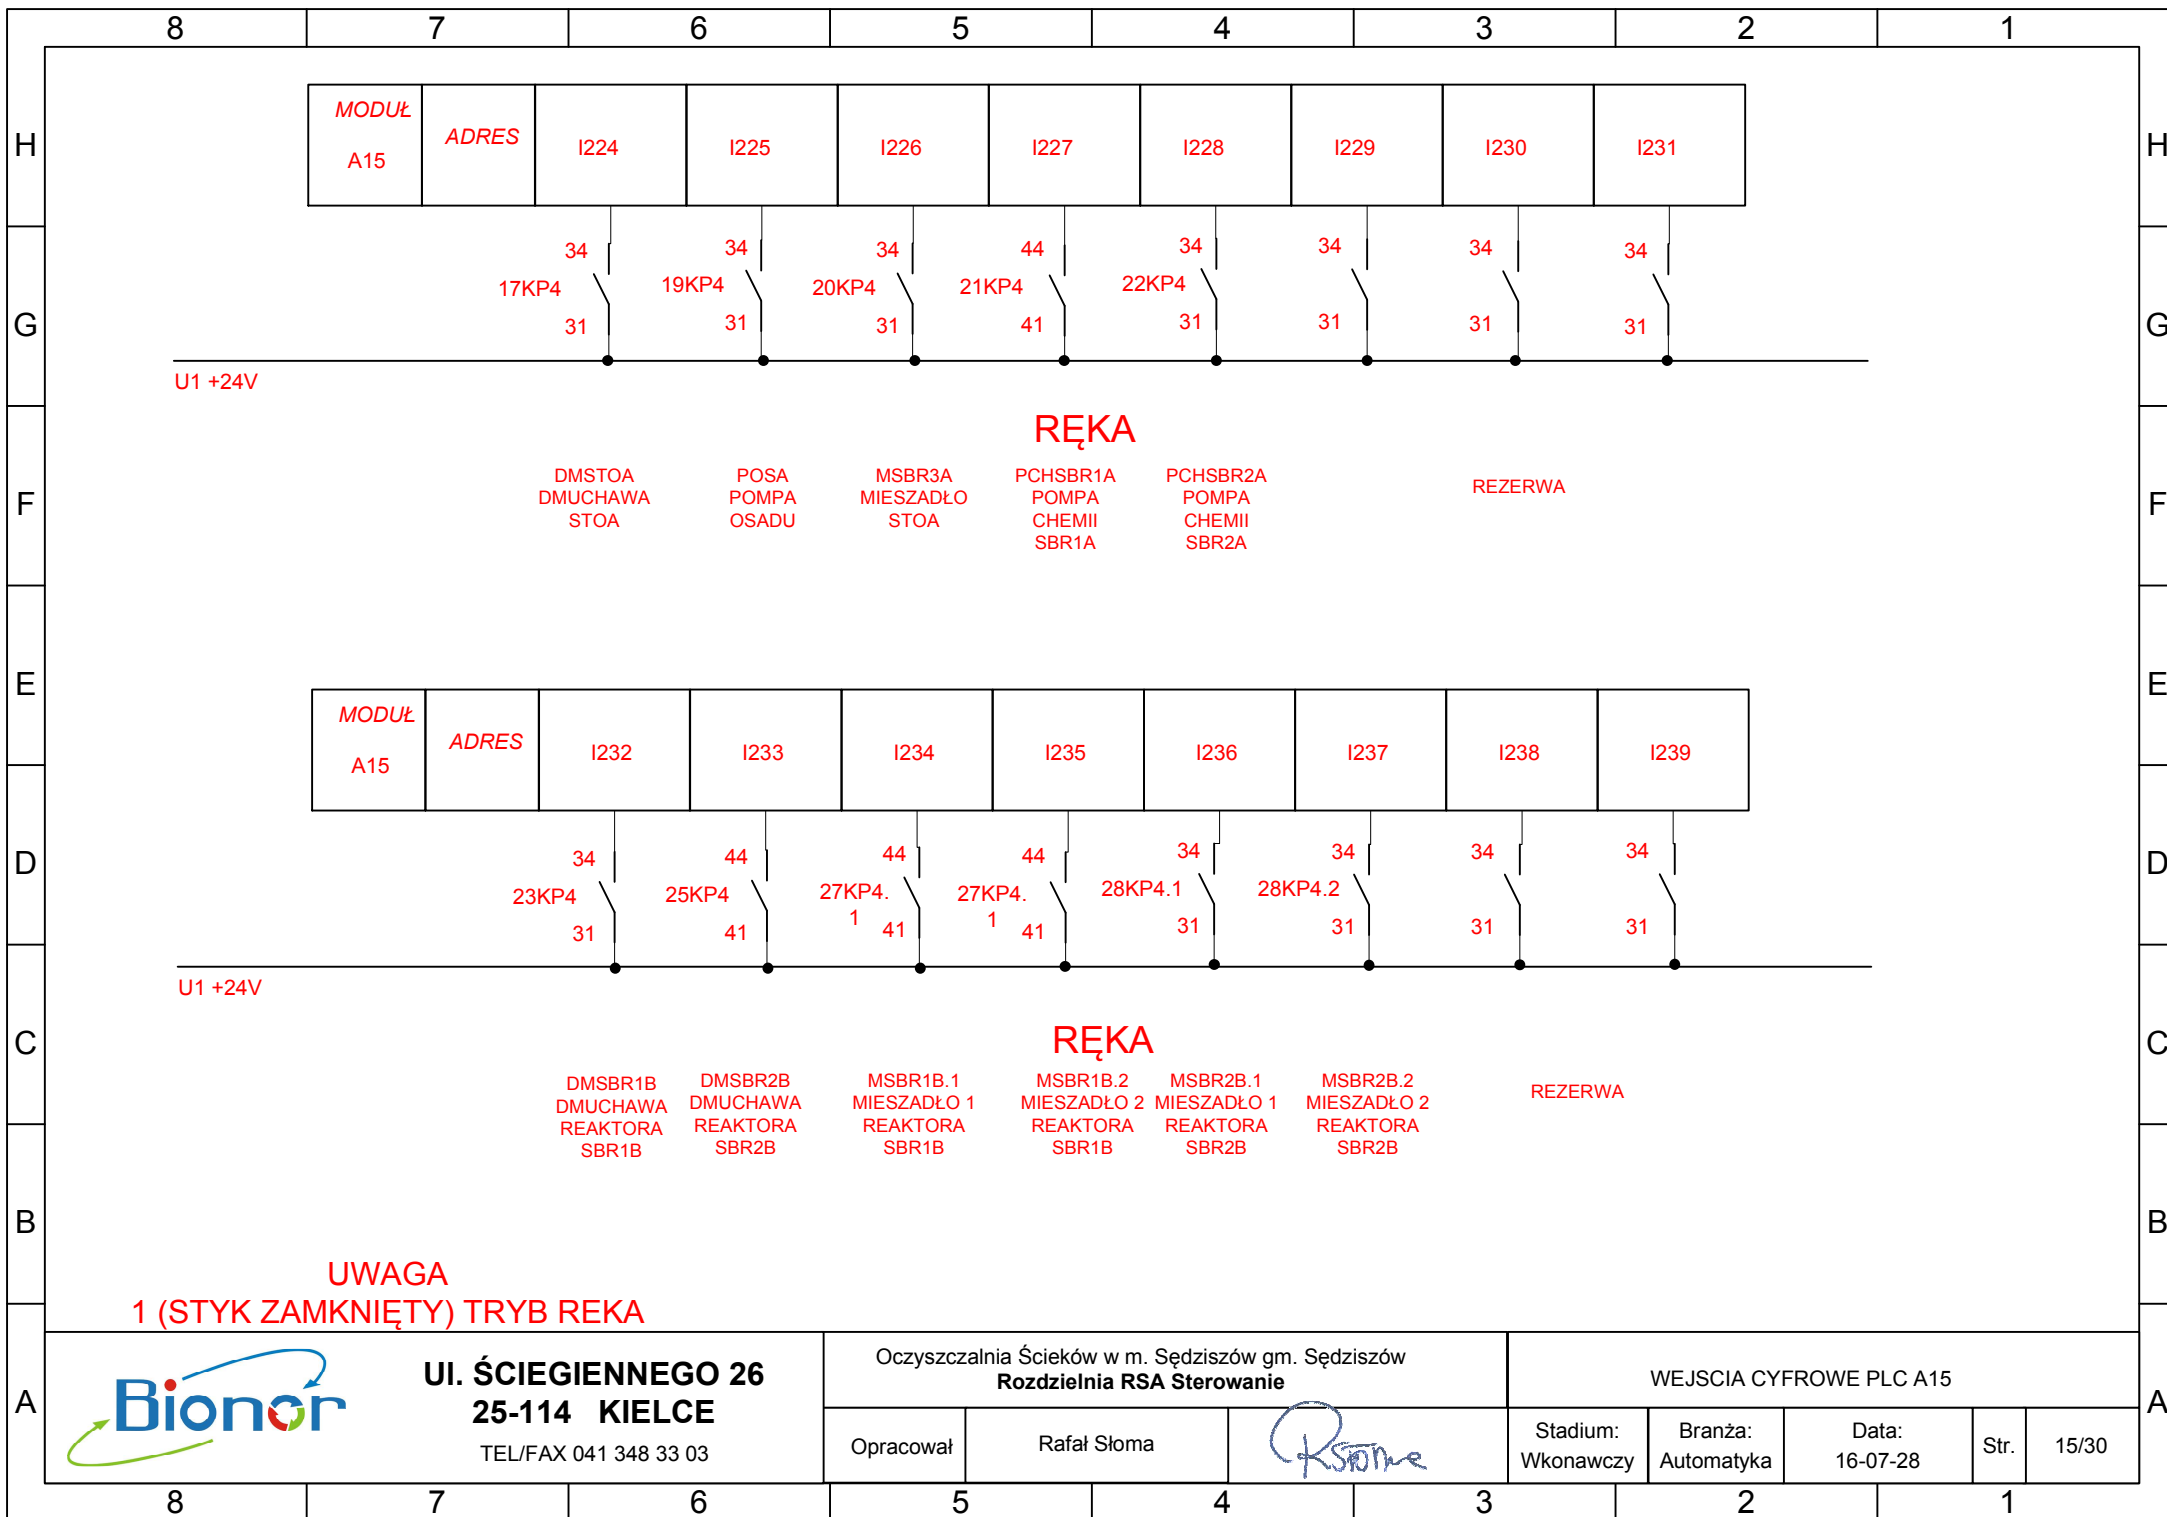 8 7 6 5 4 3 2 1
H H
MODUŁ
A15
ADRES
I224 I225 I226 I227 I228 I229 I230 I231
34 34 34 44 34 34 34 34
17KP4 19KP4 20KP4 21KP4 22KP4
31 31 31 41 31 31 31 31
G G
U1 +24V
RĘKA
F F
DMSTOA
DMUCHAWA
STOA
POSA
POMPA
OSADU
MSBR3A
MIESZADŁO
STOA
PCHSBR1A
POMPA
CHEMII
SBR1A
PCHSBR2A
POMPA
CHEMII
SBR2A
REZERWA
E E
MODUŁ
A15
ADRES
I232 I233 I234 I235 I236 I237 I238 I239
D D
34 44 44 44 34 34 34 34
23KP4 25KP4 27KP4.
1 27KP4.
1 28KP4.1 28KP4.2
31 41 41 41 31 31 31 31
U1 +24V
C C
RĘKA
DMSBR1B
DMUCHAWA
REAKTORA
SBR1B
DMSBR2B
DMUCHAWA
REAKTORA
SBR2B
MSBR1B.1
MIESZADŁO 1
REAKTORA
SBR1B
MSBR1B.2
MIESZADŁO 2
REAKTORA
SBR1B
MSBR2B.1
MIESZADŁO 1
REAKTORA
SBR2B
MSBR2B.2
MIESZADŁO 2
REAKTORA
SBR2B
REZERWA
B B
UWAGA
1 (STYK ZAMKNIĘTY) TRYB REKA
A A
Bionor
Ul. ŚCIEGIENNEGO 26
25-114 KIELCE
TEL/FAX 041 348 33 03
Oczyszczalnia Ścieków w m. Sędziszów gm. Sędziszów
Rozdzielnia RSA Sterowanie
Opracował
Rafał Słoma
WEJSCIA CYFROWE PLC A15
Stadium:
Wkonawczy
Branża:
Automatyka
Data:
16-07-28
Str.
15/30
8 7 6 5 4 3 2 1